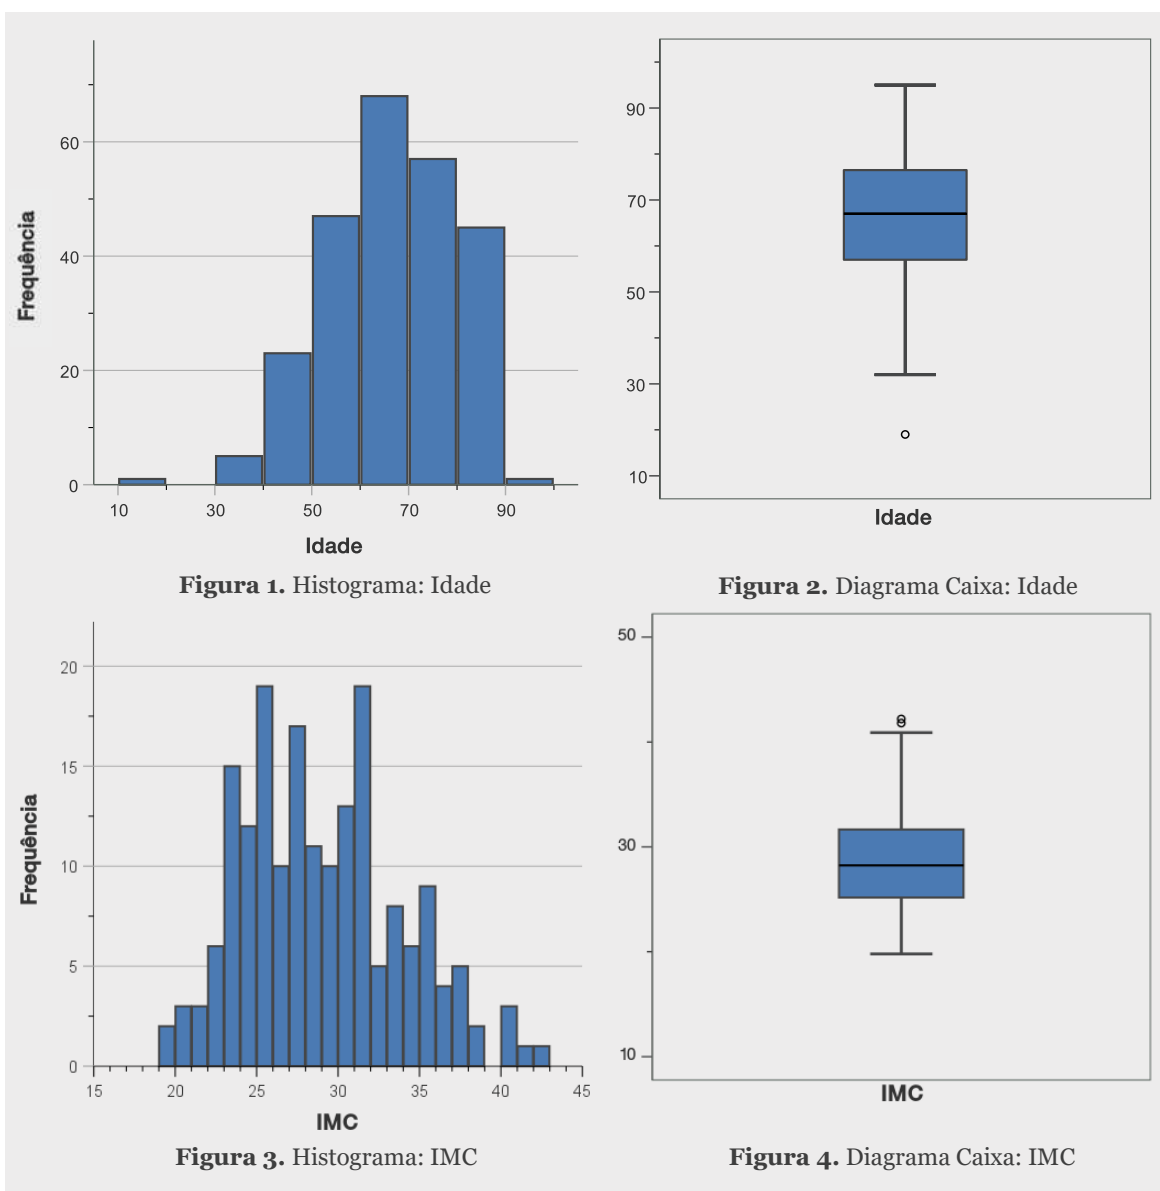 Frequência
60
40
20
0
10 30 50 70 90
Idade
Figura 1. Histograma: Idade
90
70
50
30
10
Idade
Figura 2. Diagrama Caixa: Idade
Frequência
20
15
10
5
0
15 20 25 30 35 40 45
IMC
Figura 3. Histograma: IMC
50
30
10
IMC
Figura 4. Diagrama Caixa: IMC